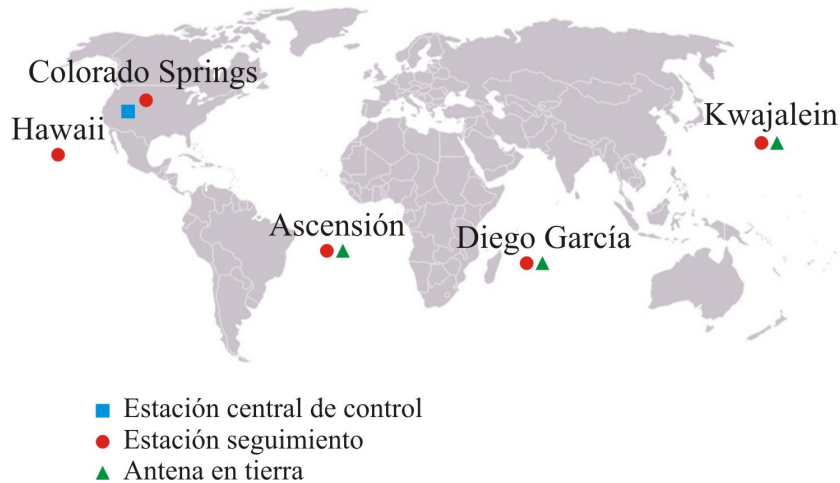 Colorado Springs
Hawaii
Kwajalein
Ascensión
Diego García
Estación central de control
Estación seguimiento
Antena en tierra